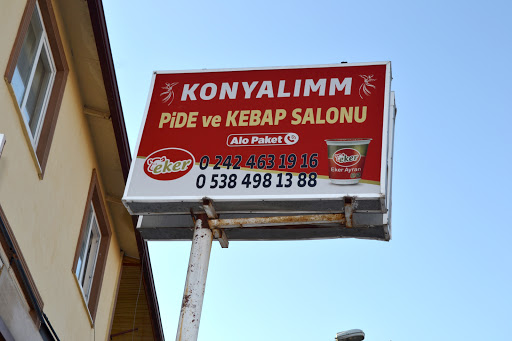 KONYALIMM
PiDE ve KEBAP SALONU
Alo Paket
eker
0 242 463 19 16
0 538 498 13 88
eker
Eker Ayran